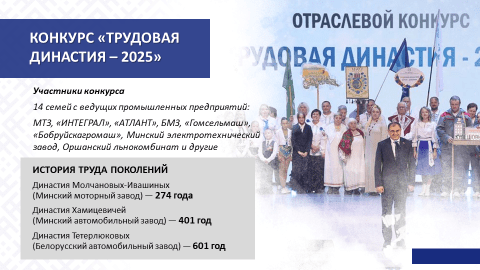 КОНКУРС «ТРУДОВАЯ
ДИНАСТИЯ – 2025»
ОТРАСЛЕВОЙ КОНКУРС
ТРУДОВАЯ ДИНАСТИЯ - 2
Участники конкурса
14 семей с ведущих промышленных предприятий:
МТЗ, «ИНТЕГРАЛ», «АТЛАНТ», БМЗ, «Гомсельмаш»,
«Бобруйскагромаш», Минский электротехнический
завод, Оршанский льнокомбинат и другие
ИСТОРИЯ ТРУДА ПОКОЛЕНИЙ
Династия Молчановых-Ивашиных
(Минский моторный завод) — 274 года
Династия Хамицевичей
(Минский автомобильный завод) — 401 год
Династия Тетерлюковых
(Белорусский автомобильный завод) — 601 год